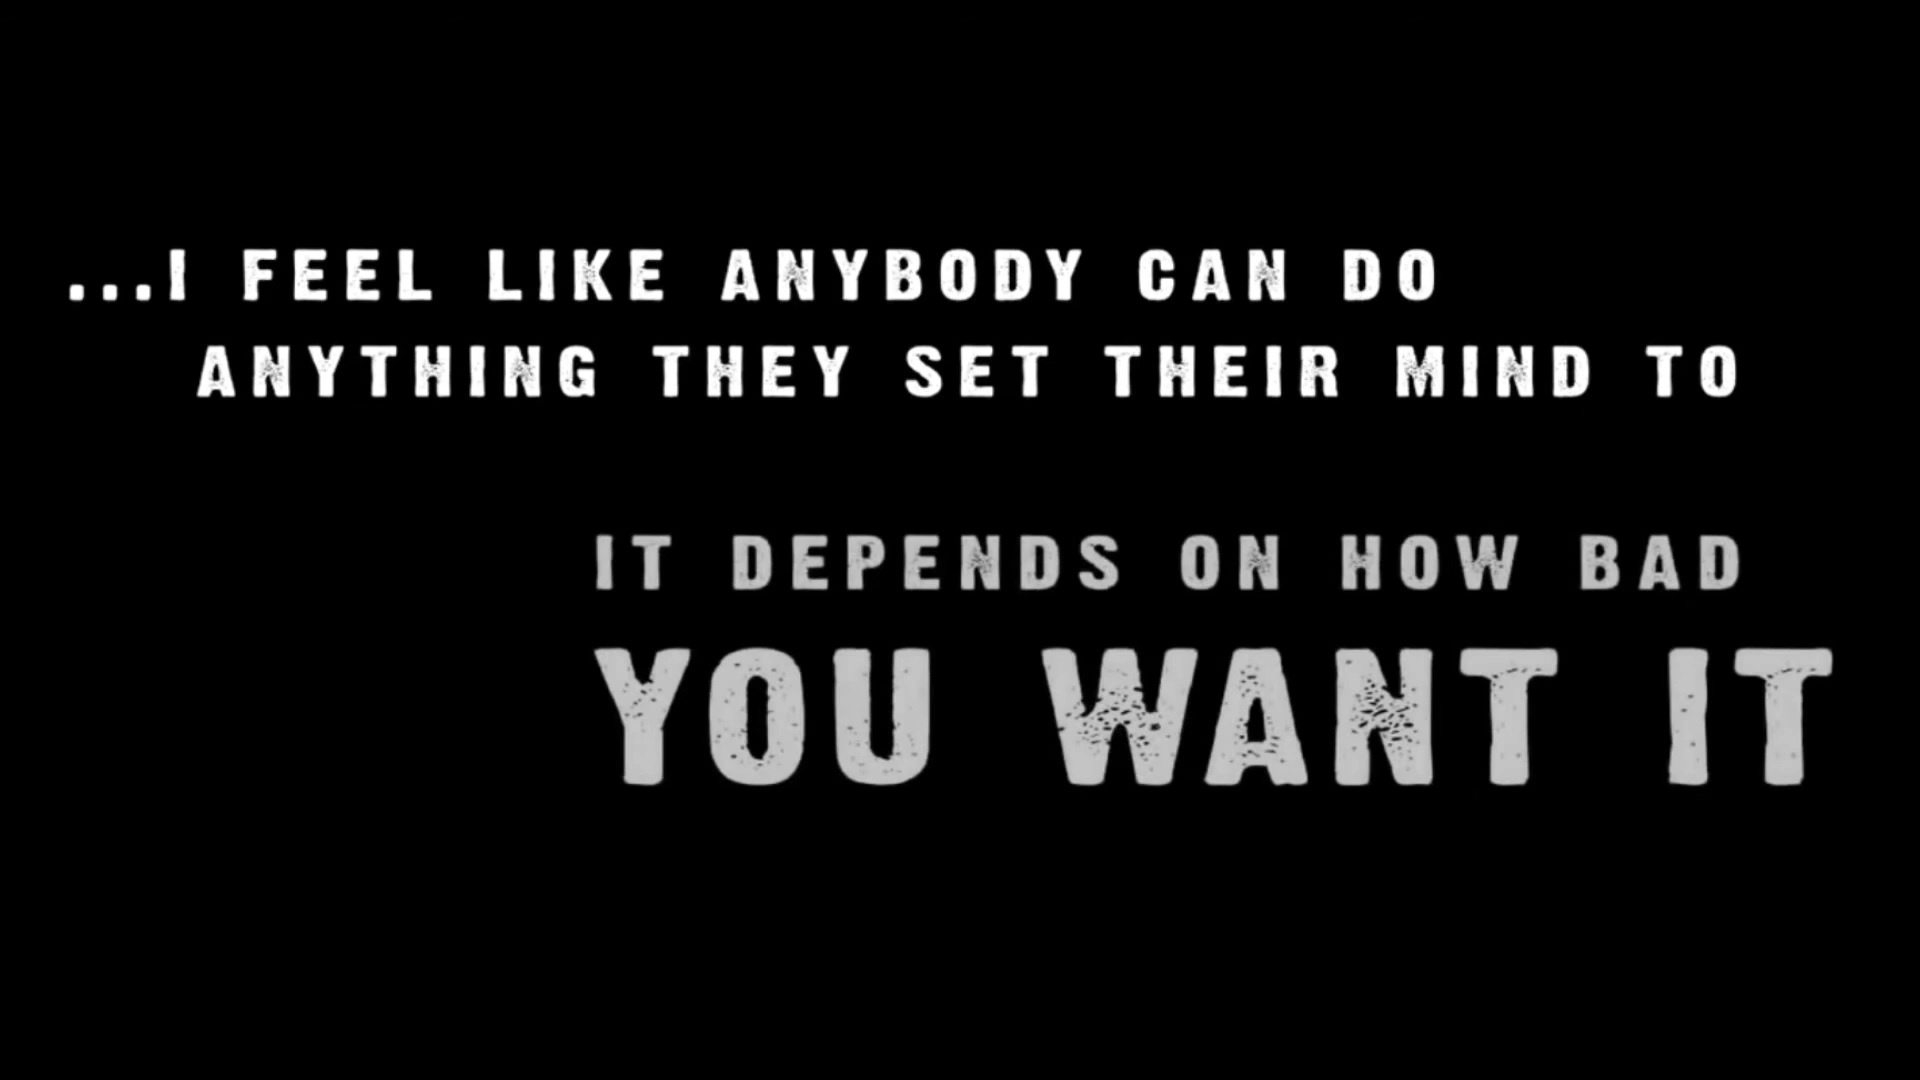 ...I FEEL LIKE ANYBODY CAN DO
ANYTHING THEY SET THEIR MIND TO
IT DEPENDS ON HOW BAD
YOU WANT IT